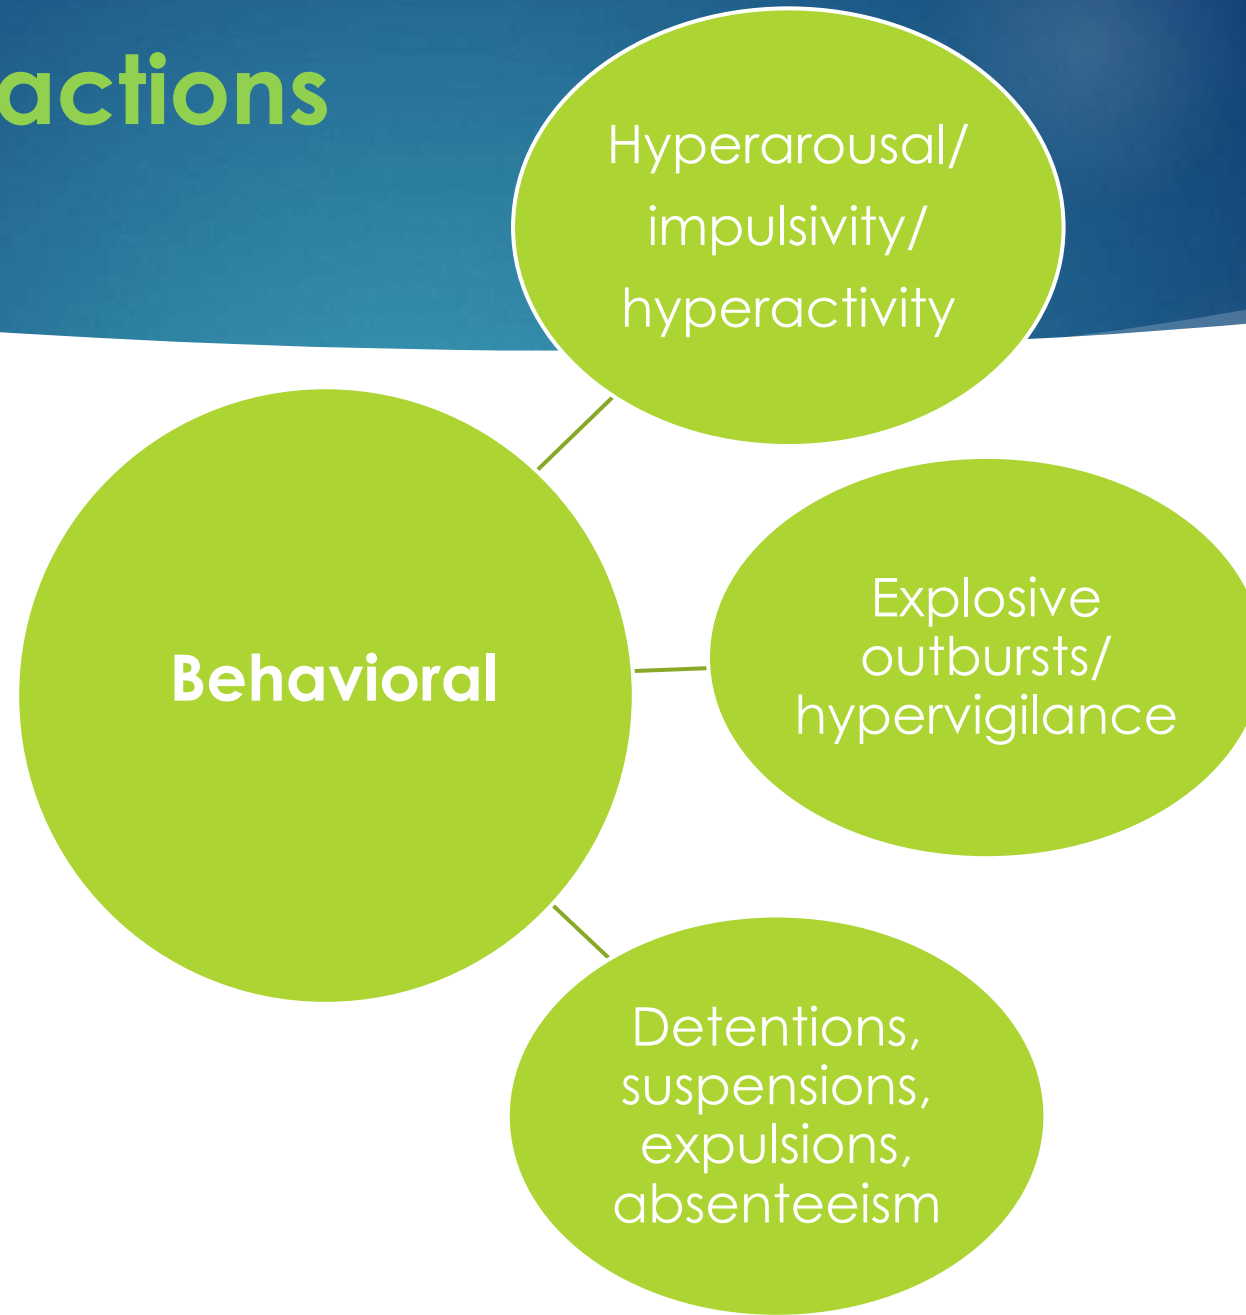 actions
Hyperarousal/
impulsivity/
hyperactivity
Behavioral
Explosive
outbursts/
hypervigilance
Detentions,
suspensions,
expulsions,
absenteeism